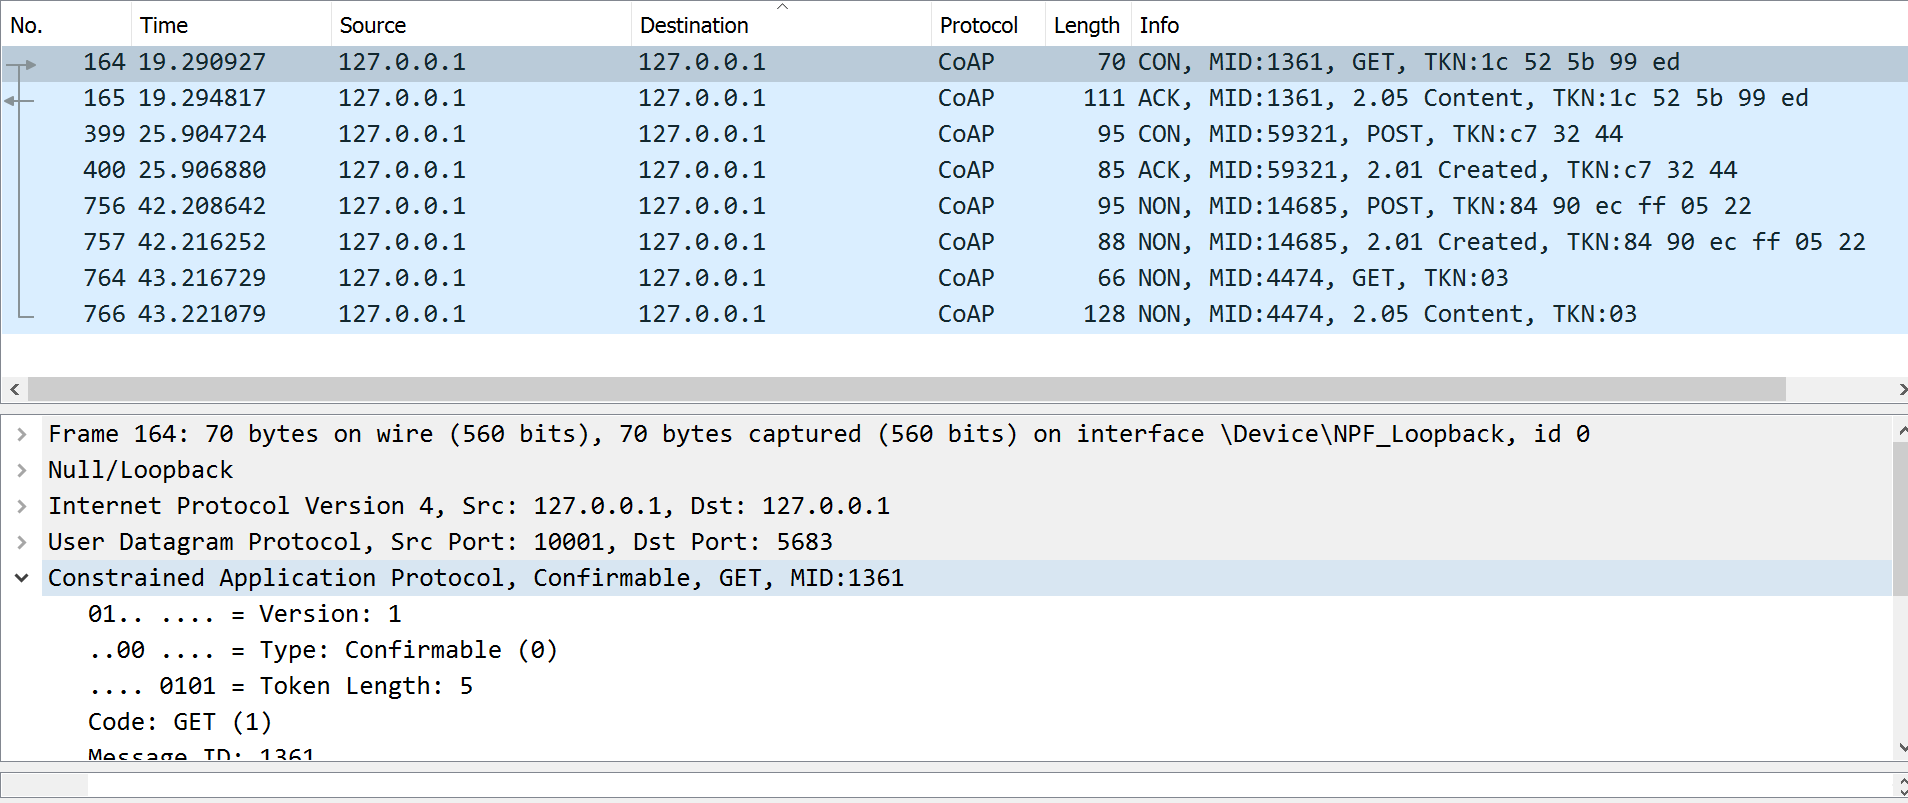 No. Time Source Destination Protocol Length Info
164 19.290927 127.0.0.1 127.0.0.1 CoAP 70 CON, MID:1361, GET, TKN:1c 52 5b 99 ed
165 19.294817 127.0.0.1 127.0.0.1 CoAP 111 ACK, MID:1361, 2.05 Content, TKN:1c 52 5b 99 ed
399 25.904724 127.0.0.1 127.0.0.1 CoAP 95 CON, MID:59321, POST, TKN:c7 32 44
400 25.906880 127.0.0.1 127.0.0.1 CoAP 85 ACK, MID:59321, 2.01 Created, TKN:c7 32 44
756 42.208642 127.0.0.1 127.0.0.1 CoAP 95 NON, MID:14685, POST, TKN:84 90 ec ff 05 22
757 42.216252 127.0.0.1 127.0.0.1 CoAP 88 NON, MID:14685, 2.01 Created, TKN:84 90 ec ff 05 22
764 43.216729 127.0.0.1 127.0.0.1 CoAP 66 NON, MID:4474, GET, TKN:03
766 43.221079 127.0.0.1 127.0.0.1 CoAP 128 NON, MID:4474, 2.05 Content, TKN:03
Frame 164: 70 bytes on wire (560 bits), 70 bytes captured (560 bits) on interface \Device\NPF_Loopback, id 0
Null/Loopback
Internet Protocol Version 4, Src: 127.0.0.1, Dst: 127.0.0.1
User Datagram Protocol, Src Port: 10001, Dst Port: 5683
Constrained Application Protocol, Confirmable, GET, MID:1361
01.. .... = Version: 1
..00 .... = Type: Confirmable (0)
.... 0101 = Token Length: 5
Code: GET (1)
Message ID: 1361